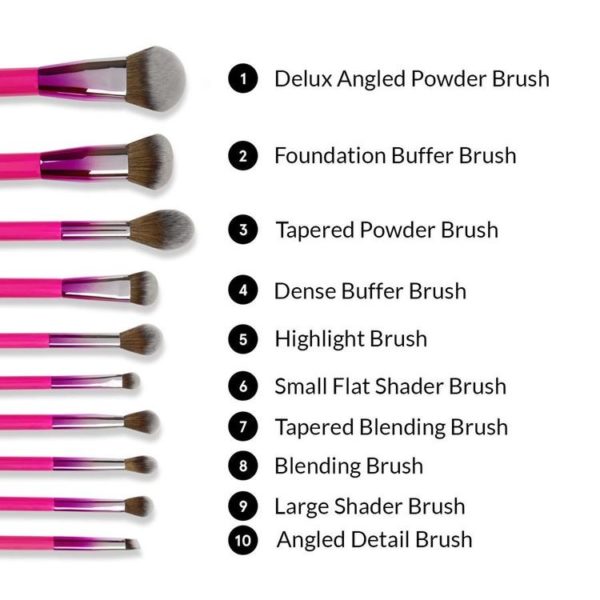 1 Delux Angled Powder Brush
2 Foundation Buffer Brush
3 Tapered Powder Brush
4 Dense Buffer Brush
5 Highlight Brush
6 Small Flat Shader Brush
7 Tapered Blending Brush
8 Blending Brush
9 Large Shader Brush
10 Angled Detail Brush